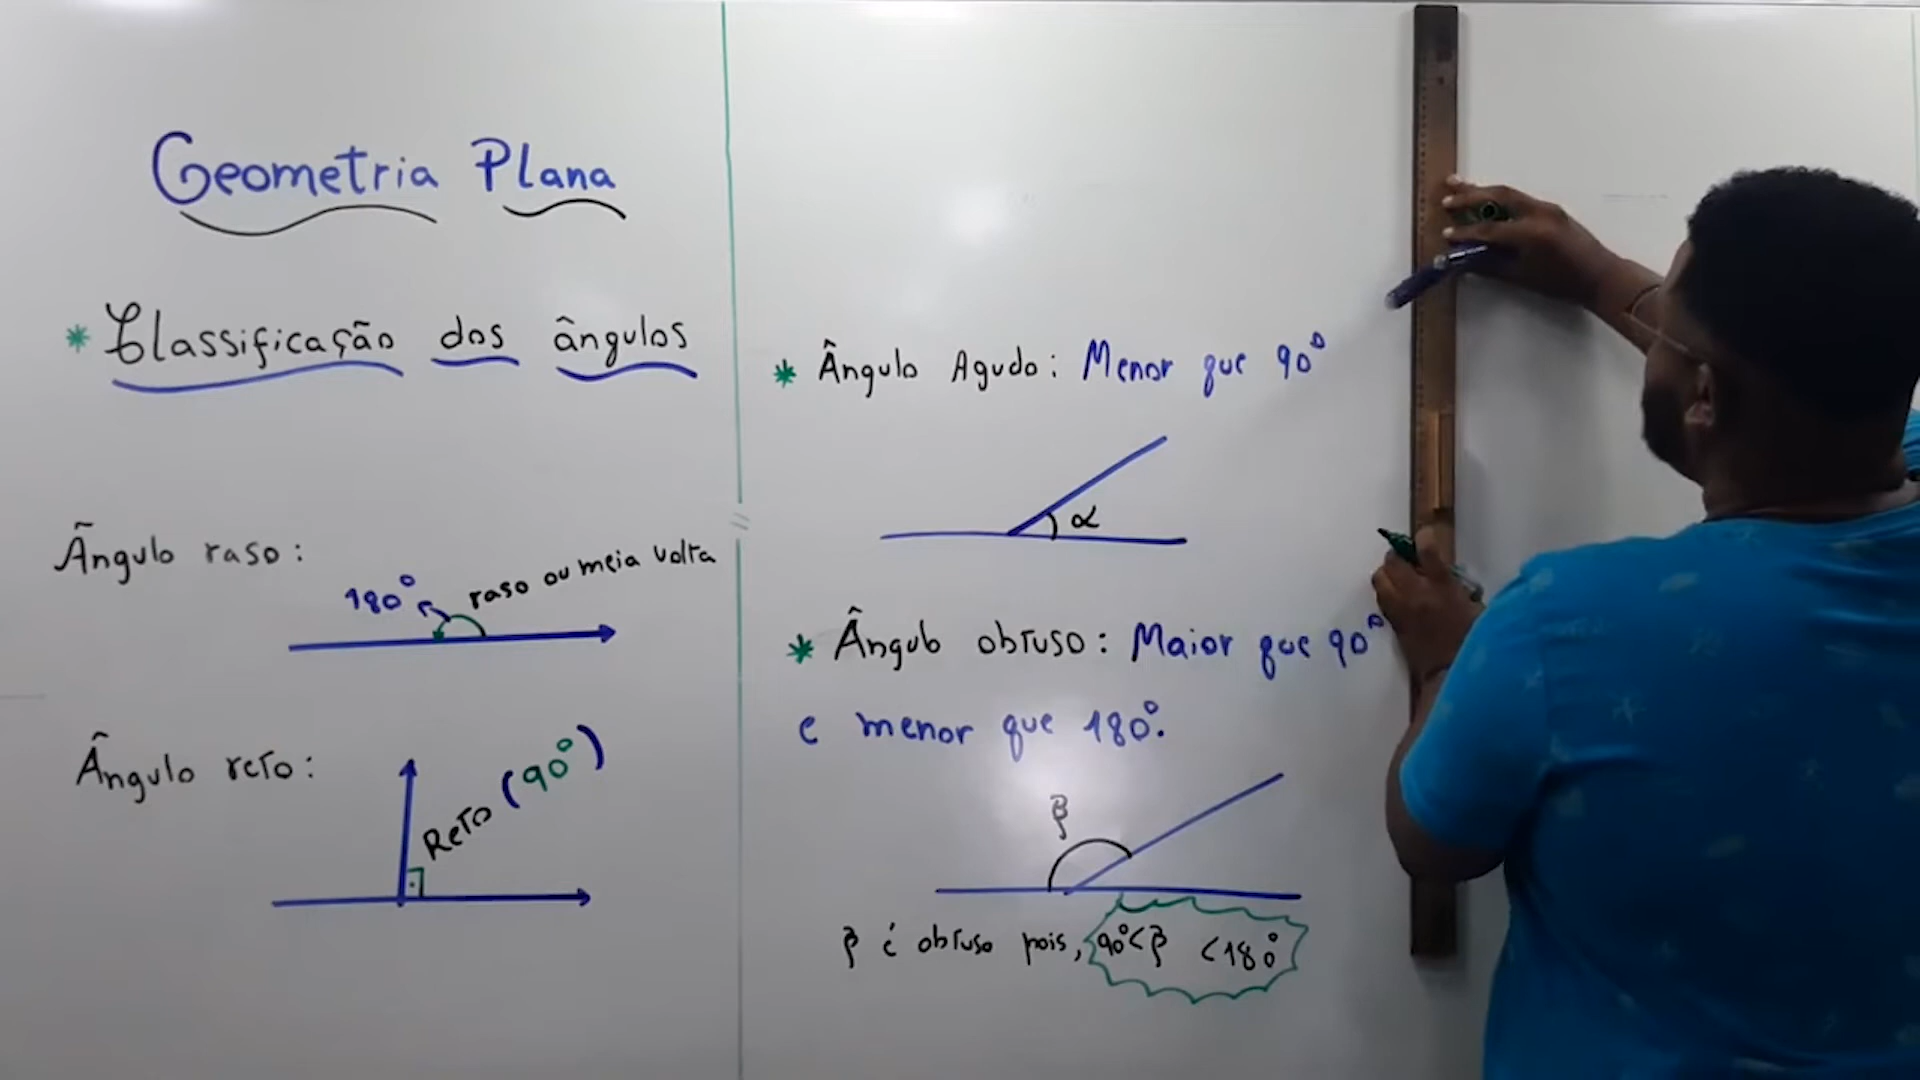 Geometria Plana
* Classificação dos ângulos
Ângulo raso:
180° raso ou meia volta
Ângulo reto:
Reto (90°)
* Ângulo Agudo: Menor que 90°
α
* Ângulo obtuso: Maior que 90°
e menor que 180°.
β
β é obtuso pois, 90°<β <180°